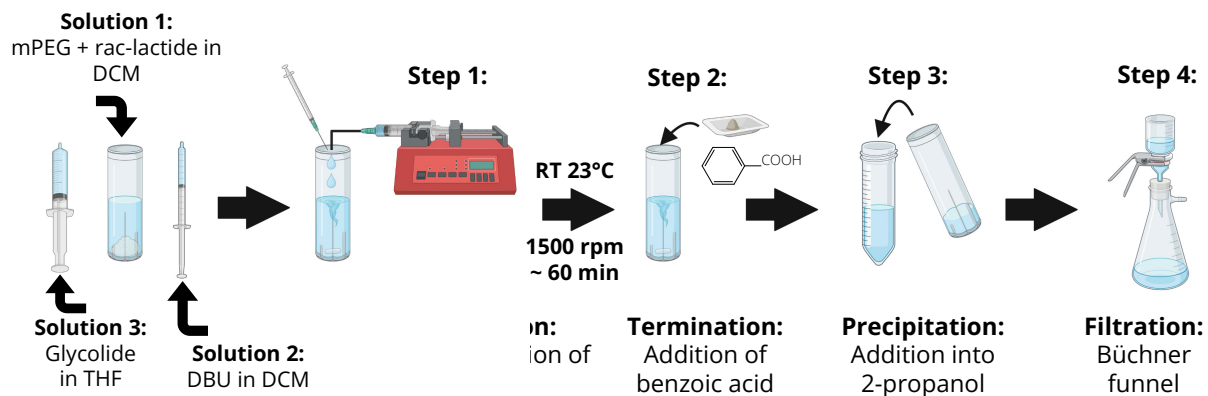 Solution 1:
mPEG + rac-lactide in
DCM
Step 1:
Step 2:
Step 3:
Step 4:
COOH
RT 23°C
1500 rpm
~ 60 min
Solution 3:
Glycolide
in THF
Solution 2:
DBU in DCM
on:
ion of
Termination:
Addition of
benzoic acid
Precipitation:
Addition into
2-propanol
Filtration:
Büchner
funnel